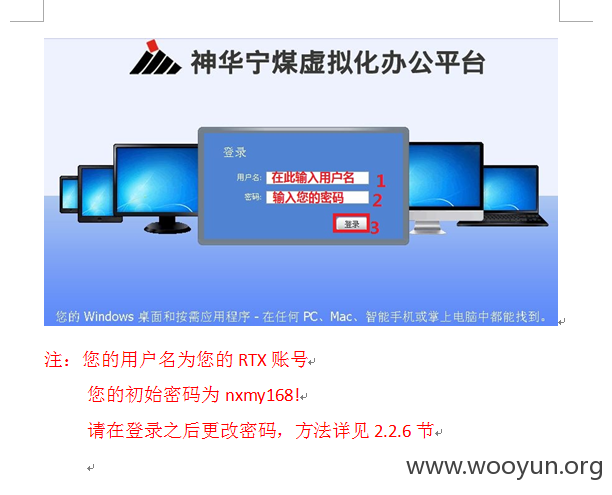 神华宁煤虚拟化办公平台
登录
用户名: 在此输入用户名 1
密码: 输入您的密码 2
登录 3
您的 Windows 桌面和按需应用程序 - 在任何 PC、Mac、智能手机或掌上电脑中都能找到。
注：您的用户名为您的 RTX 账号
您的初始密码为 nxmy168!
请在登录之后更改密码，方法详见 2.2.6 节
www.wooyun.org